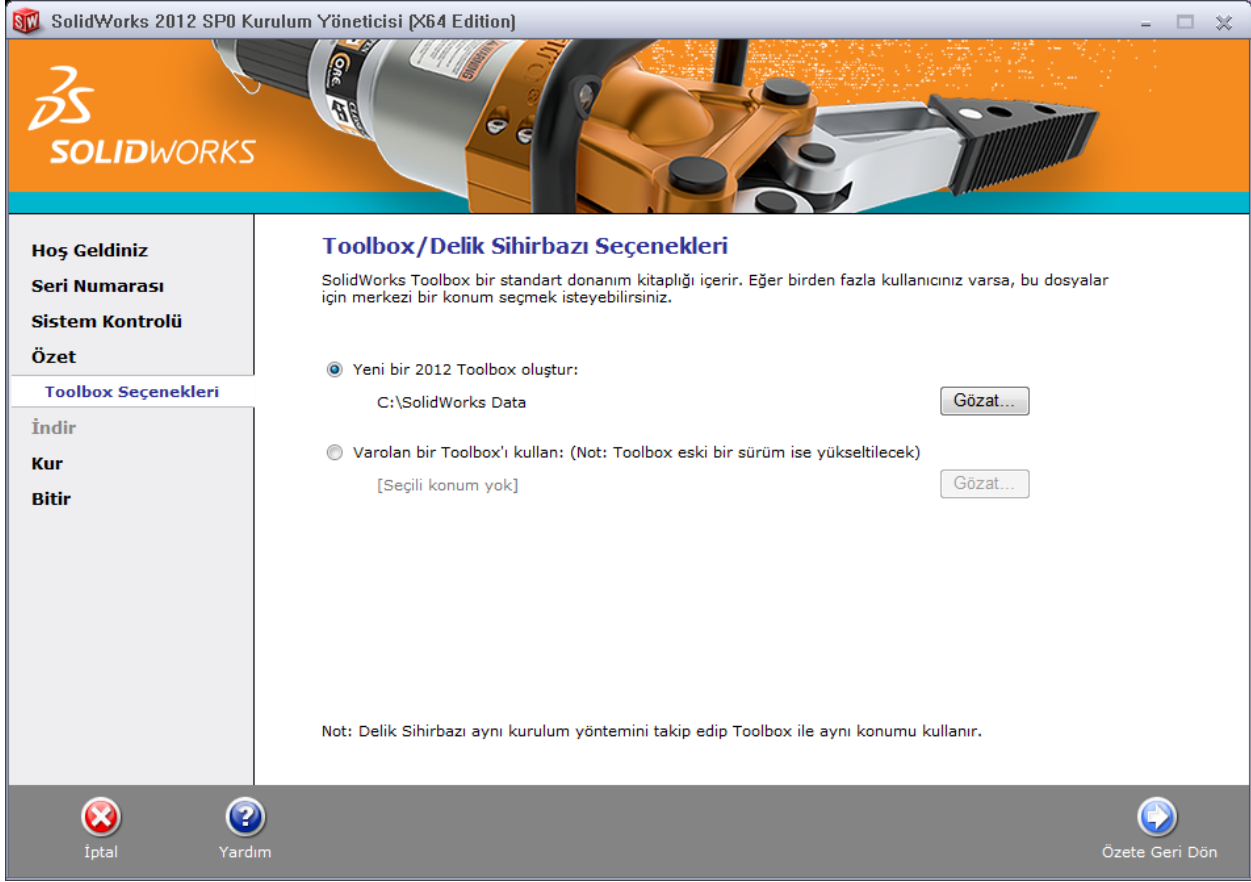 SolidWorks 2012 SP0 Kurulum Yöneticisi (X64 Edition)
SOLIDWORKS
Hoş Geldiniz
Seri Numarası
Sistem Kontrolü
Özet
Toolbox Seçenekleri
İndir
Kur
Bitir
Toolbox/Delik Sihirbazı Seçenekleri
SolidWorks Toolbox bir standart donanım kitaplığı içerir. Eğer birden fazla kullanıcınız varsa, bu dosyalar
için merkezi bir konum seçmek isteyebilirsiniz.
Yeni bir 2012 Toolbox oluştur:
C:\SolidWorks Data
Gözat...
Varolan bir Toolbox'ı kullan: (Not: Toolbox eski bir sürüm ise yükseltilecek)
[Seçili konum yok]
Gözat...
Not: Delik Sihirbazı aynı kurulum yöntemini takip edip Toolbox ile aynı konumu kullanır.
İptal
Yardım
Özete Geri Dön